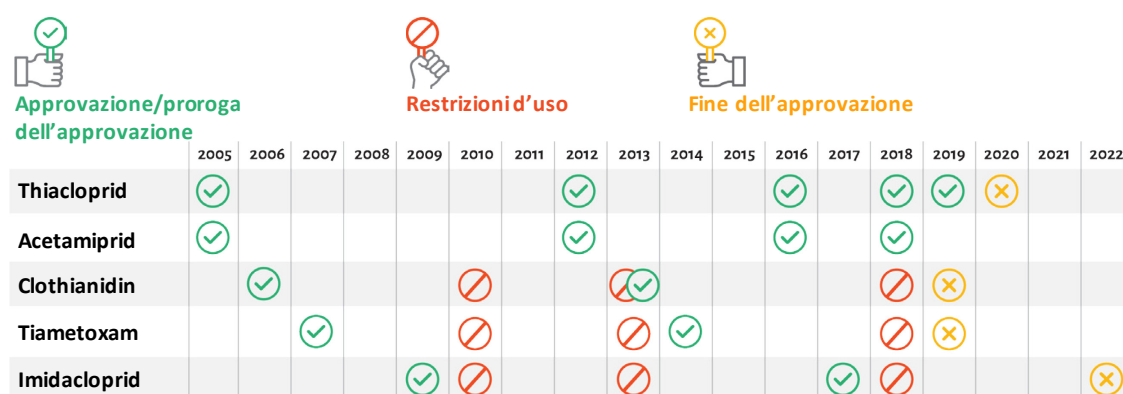 Approvazione/proroga
dell'approvazione
Restrizioni d'uso
Fine dell'approvazione
2005 2006 2007 2008 2009 2010 2011 2012 2013 2014 2015 2016 2017 2018 2019 2020 2021 2022
Thiacloprid
Acetamiprid
Clothianidin
Tiametoxam
Imidacloprid